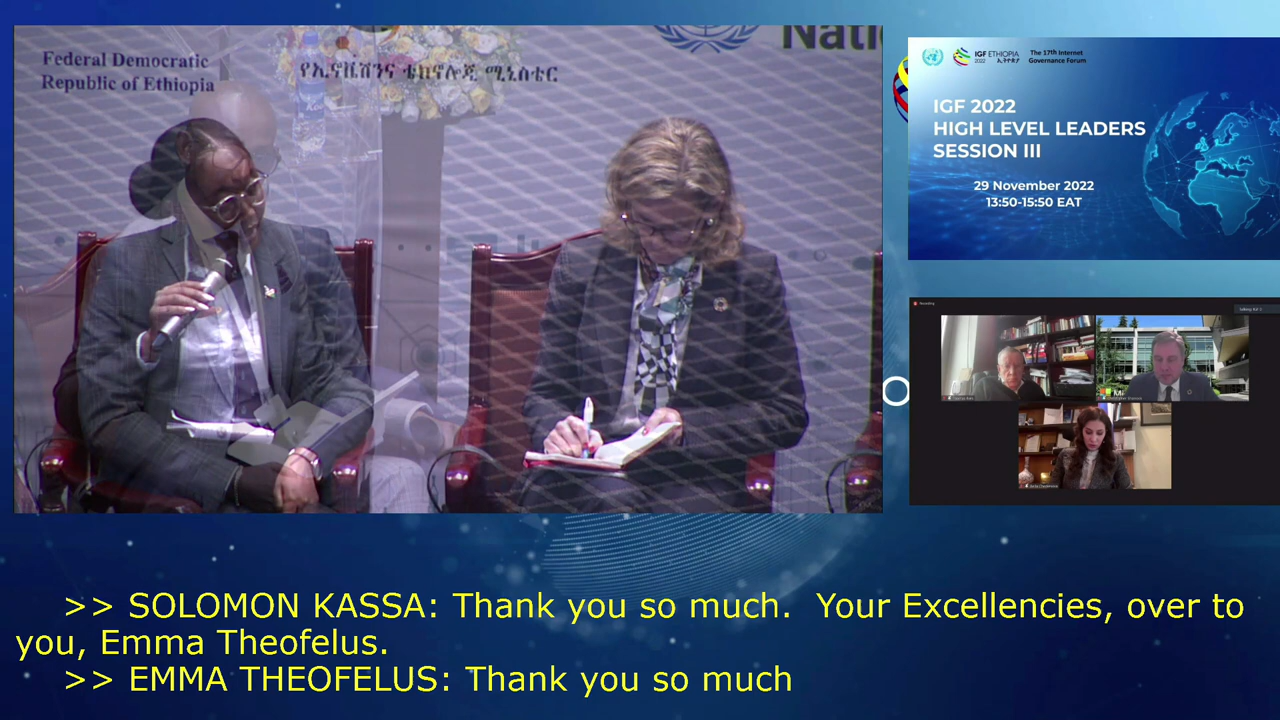 Federal Democratic
Republic of Ethiopia
የኢኖቬሽንና ቴክኖሎጂ ሚኒስቴር
IGF ETHIOPIA
2022 ኢትዮጵያ
The 17th Internet
Governance Forum
IGF 2022
HIGH LEVEL LEADERS
SESSION III
29 November 2022
13:50-15:50 EAT
>> SOLOMON KASSA: Thank you so much. Your Excellencies, over to
you, Emma Theofelus.
>> EMMA THEOFELUS: Thank you so much